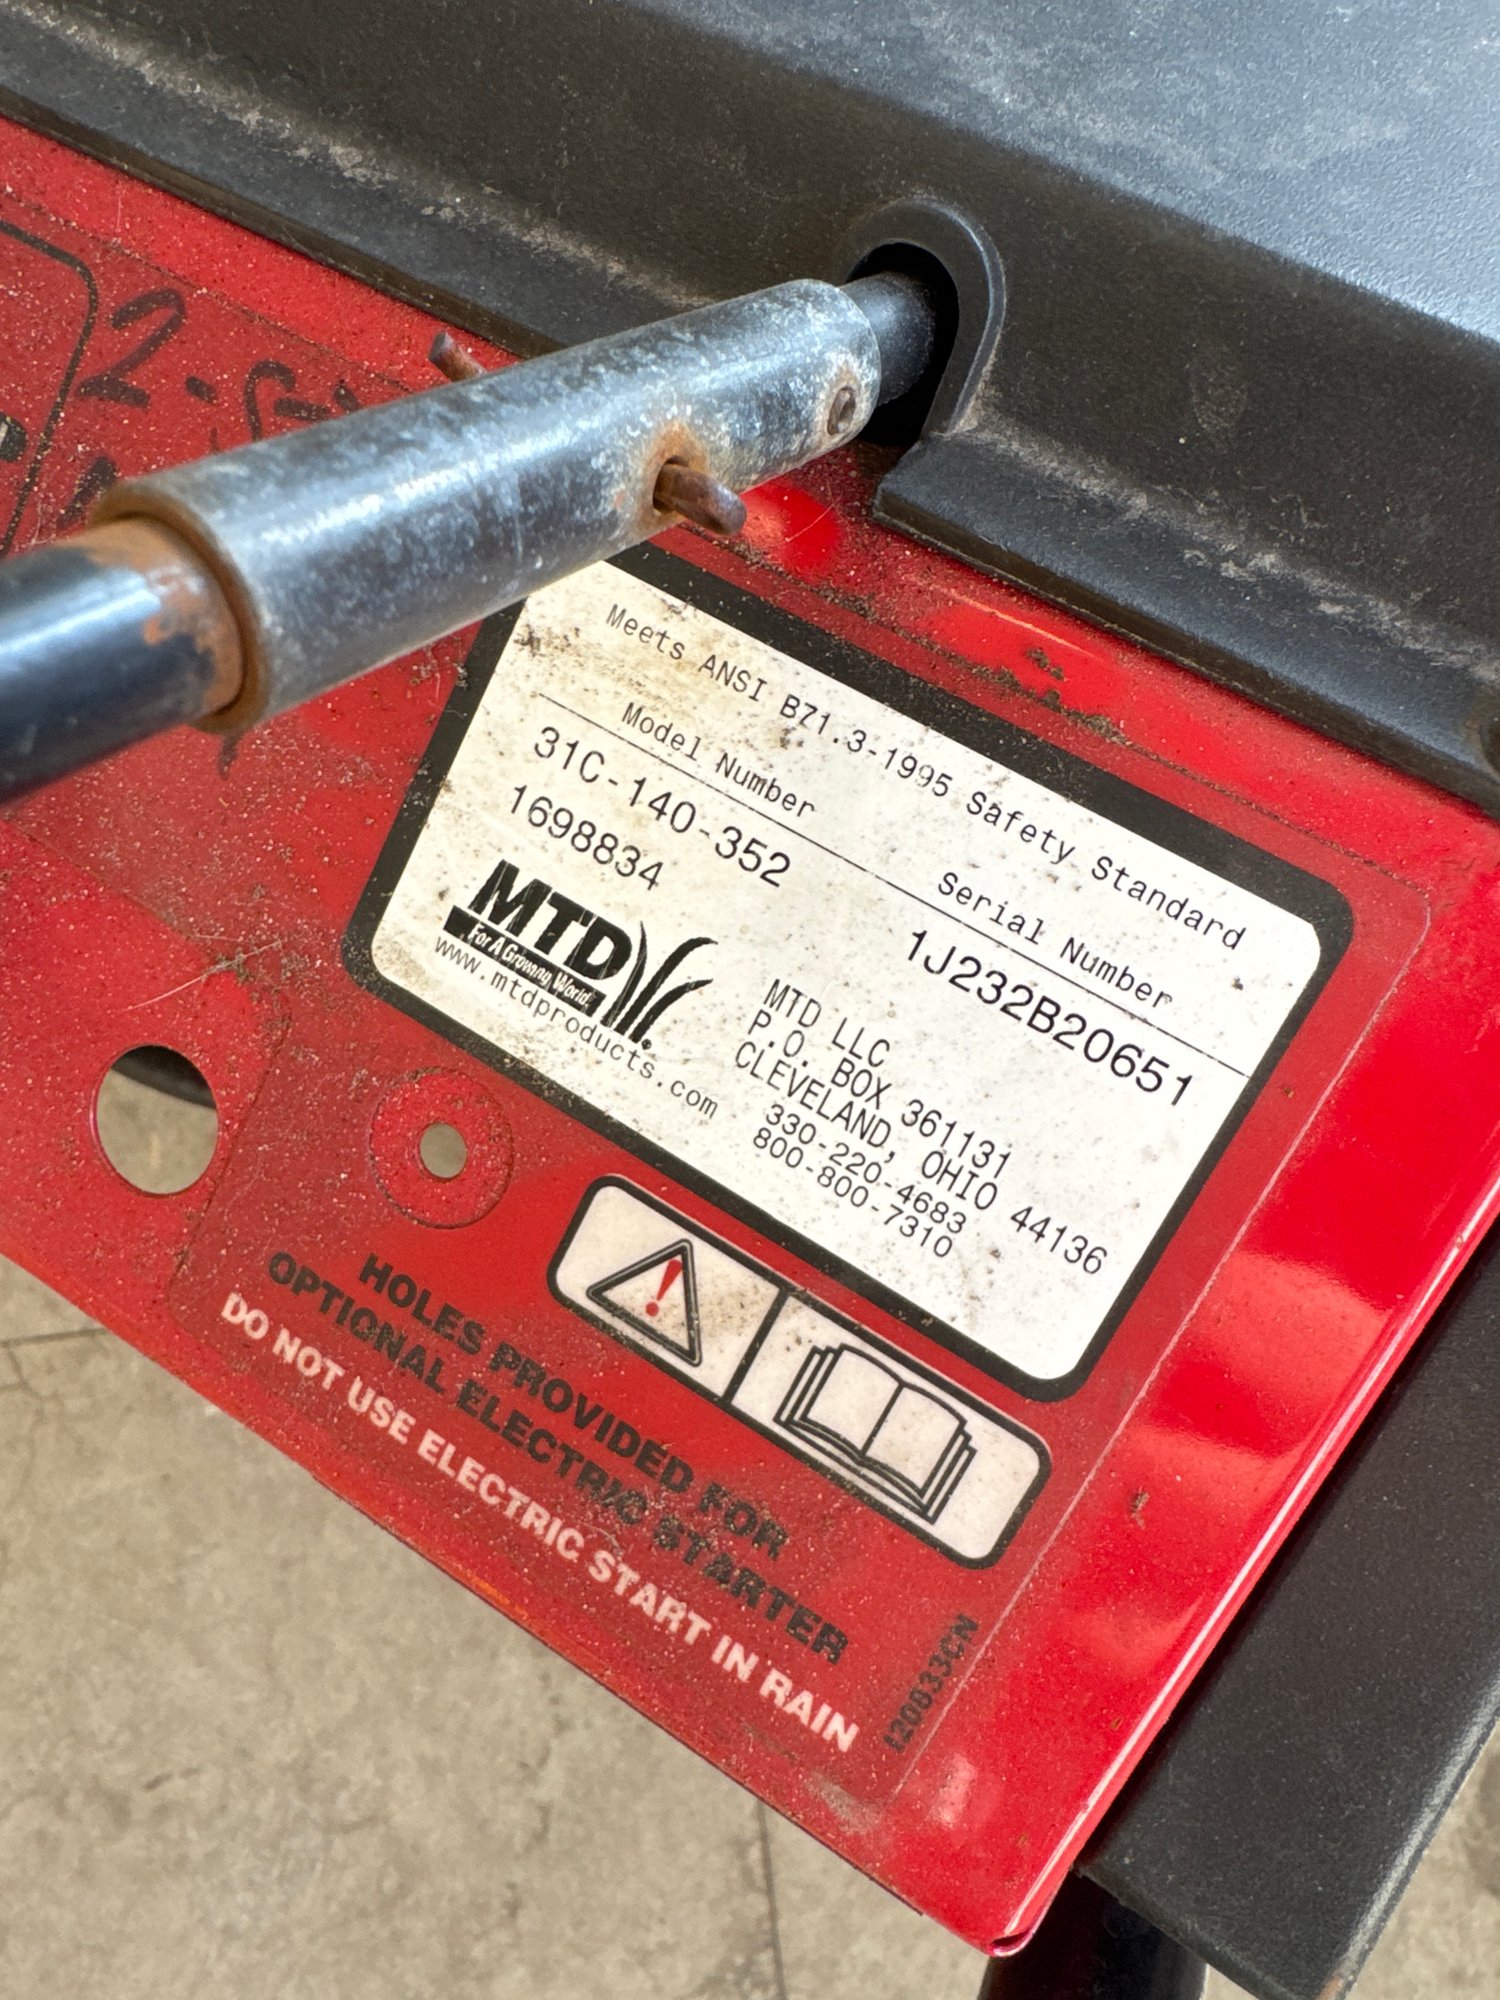 Meets ANSI B71.3-1995 Safety Standard
Model Number Serial Number
31C-140-352 1J232B20651
1698834
MTD
For A Growing World.
www.mtdproducts.com
MTD LLC
P.O. BOX 361131
CLEVELAND, OHIO 44136
330-220-4683
800-800-7310
HOLES PROVIDED FOR
OPTIONAL ELECTRIC STARTER
DO NOT USE ELECTRIC START IN RAIN
120833CN